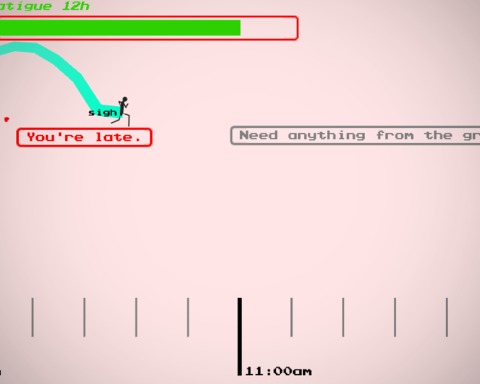 atigue 12h
sigh
You're late.
Need anything from the gr
11:00am